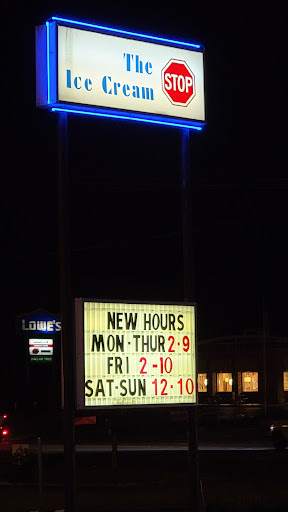 The
Ice Cream
STOP
LOWE'S
NEW HOURS
MON-THUR 2-9
FRI 2-10
SAT-SUN 12-10